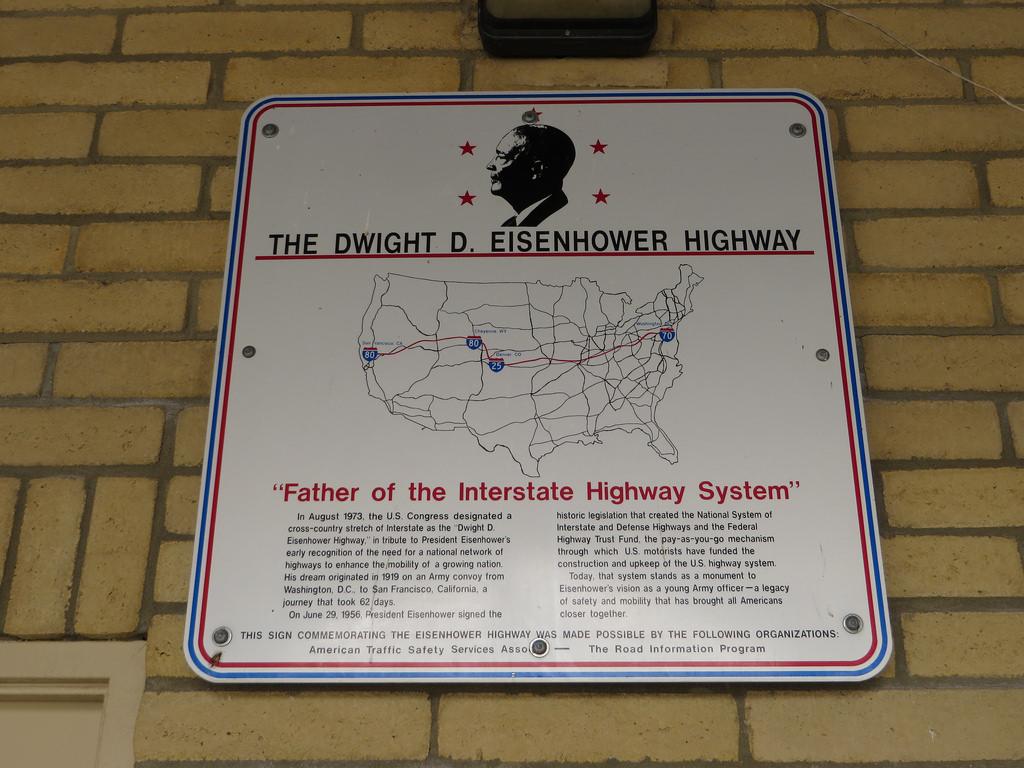 THE DWIGHT D. EISENHOWER HIGHWAY
San Francisco, CA
80
Cheyenne, WY
80
Denver, CO
25
Washington
70
"Father of the Interstate Highway System"
In August 1973, the U.S. Congress designated a
cross-country stretch of Interstate as the "Dwight D.
Eisenhower Highway," in tribute to President Eisenhower's
early recognition of the need for a national network of
highways to enhance the mobility of a growing nation.
His dream originated in 1919 on an Army convoy from
Washington, D.C., to San Francisco, California, a
journey that took 62 days.
On June 29, 1956, President Eisenhower signed the
historic legislation that created the National System of
Interstate and Defense Highways and the Federal
Highway Trust Fund, the pay-as-you-go mechanism
through which U.S. motorists have funded the
construction and upkeep of the U.S. highway system.
Today, that system stands as a monument to
Eisenhower's vision as a young Army officer—a legacy
of safety and mobility that has brought all Americans
closer together.
THIS SIGN COMMEMORATING THE EISENHOWER HIGHWAY WAS MADE POSSIBLE BY THE FOLLOWING ORGANIZATIONS:
American Traffic Safety Services — The Road Information Program